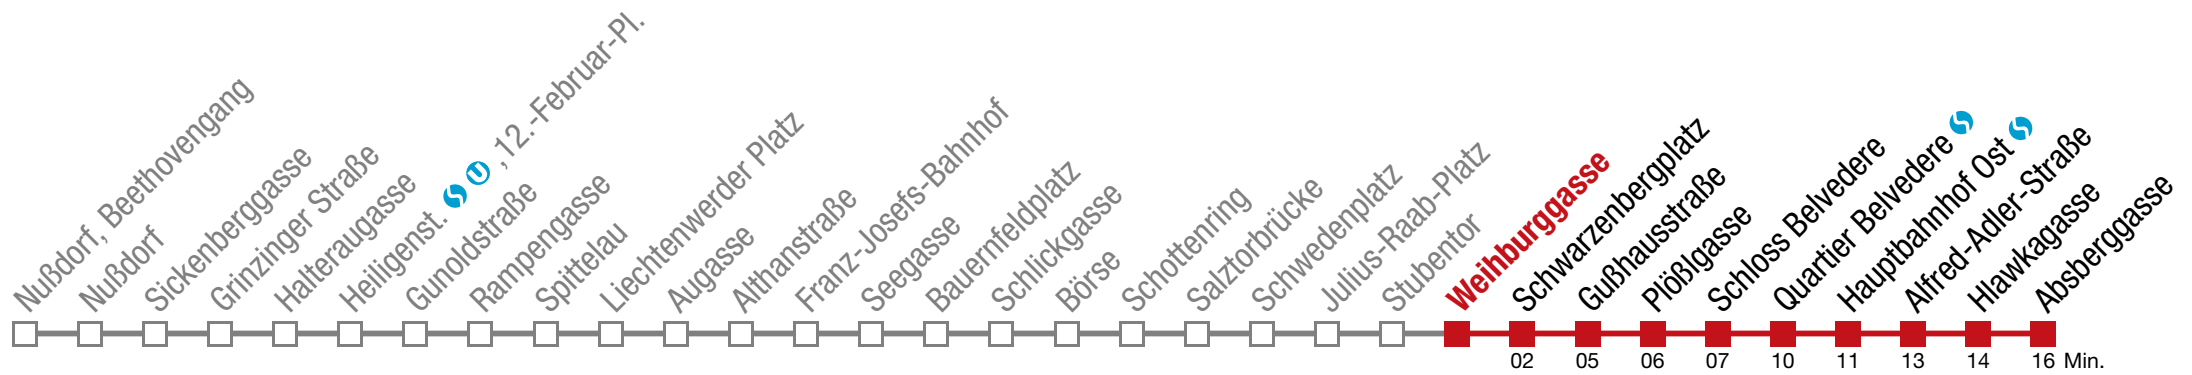 Nußdorf, Beethovengang
Nußdorf
Sickenberggasse
Grinzinger Straße
Halteraugasse
Heiligenst. S U , 12.-Februar-Pl.
Gunoldstraße
Rampengasse
Spittelau
Liechtenwerder Platz
Augasse
Althanstraße
Franz-Josefs-Bahnhof
Seegasse
Bauernfeldplatz
Schlickgasse
Börse
Schottenring
Salztorbrücke
Schwedenplatz
Julius-Raab-Platz
Stubentor
Weihburggasse
Schwarzenbergplatz
Gußhausstraße
Plößlgasse
Schloss Belvedere
Quartier Belvedere S
Hauptbahnhof Ost S
Alfred-Adler-Straße
Hlawkagasse
Absberggasse
02 05 06 07 10 11 13 14 16 Min.